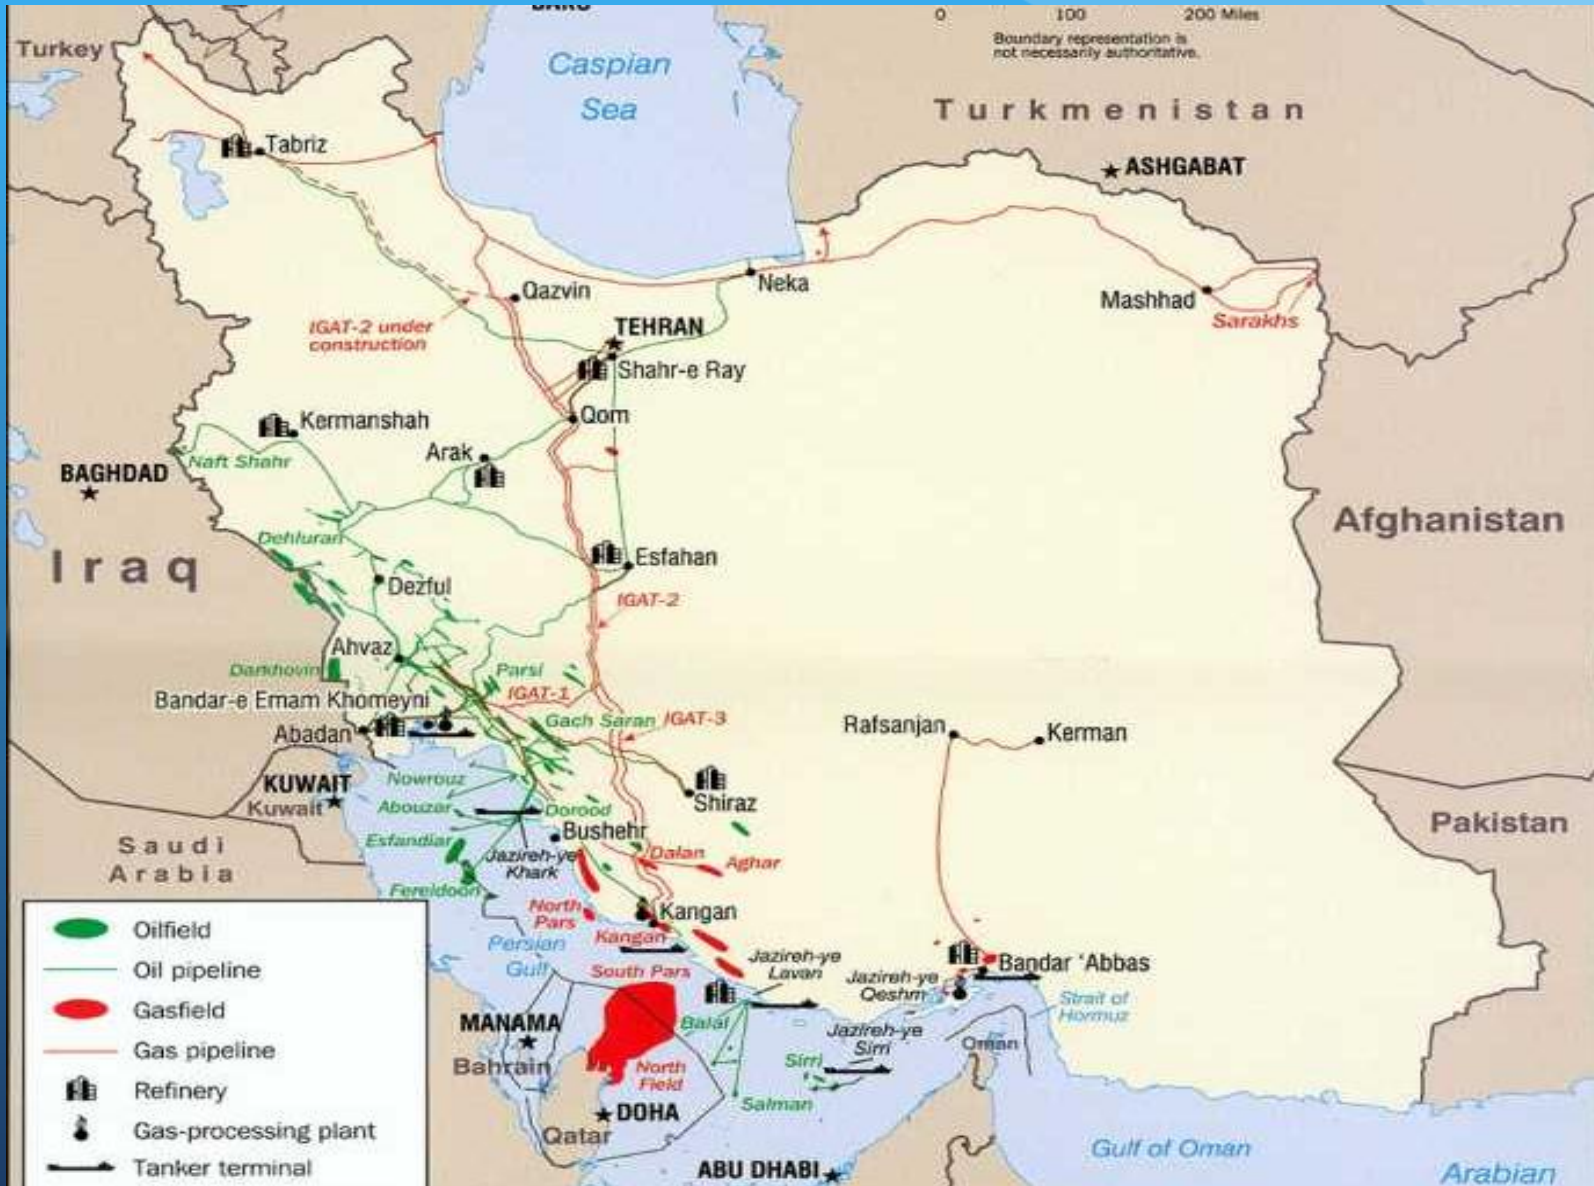 BAKU
0 100 200 Miles
Boundary representation is
not necessarily authoritative.
Turkey
Caspian
Sea
Turkmenistan
ASHGABAT
Tabriz
Qazvin
Neka
Mashhad
Sarakhs
IGAT-2 under
construction
TEHRAN
Shahr-e Ray
Qom
Kermanshah
Arak
Naft Shahr
BAGHDAD
Iraq
Afghanistan
Dehluran
Dezful
Esfahan
IGAT-2
Ahvaz
Darkhovin
Parsi
IGAT-1
Bandar-e Emam Khomeyni
Gach Saran
IGAT-3
Abadan
Rafsanjan
Kerman
KUWAIT
Kuwait
Nowrouz
Abouzar
Dorood
Shiraz
Esfandiar
Bushehr
Jazireh-ye
Khark
Dalan
Aghar
Pakistan
Saudi
Arabia
Fereidoon
North
Pars
Kangan
Kangan
Persian
Gulf
South Pars
Jazireh-ye
Lavan
Jazireh-ye
Qeshm
Bandar ‘Abbas
Strait of
Hormuz
MANAMA
Bahrain
Balal
Jazireh-ye
Sirri
Oman
North
Field
Sirri
Salman
DOHA
Qatar
ABU DHABI
Gulf of Oman
Arabian
Oilfield
Oil pipeline
Gasfield
Gas pipeline
Refinery
Gas-processing plant
Tanker terminal